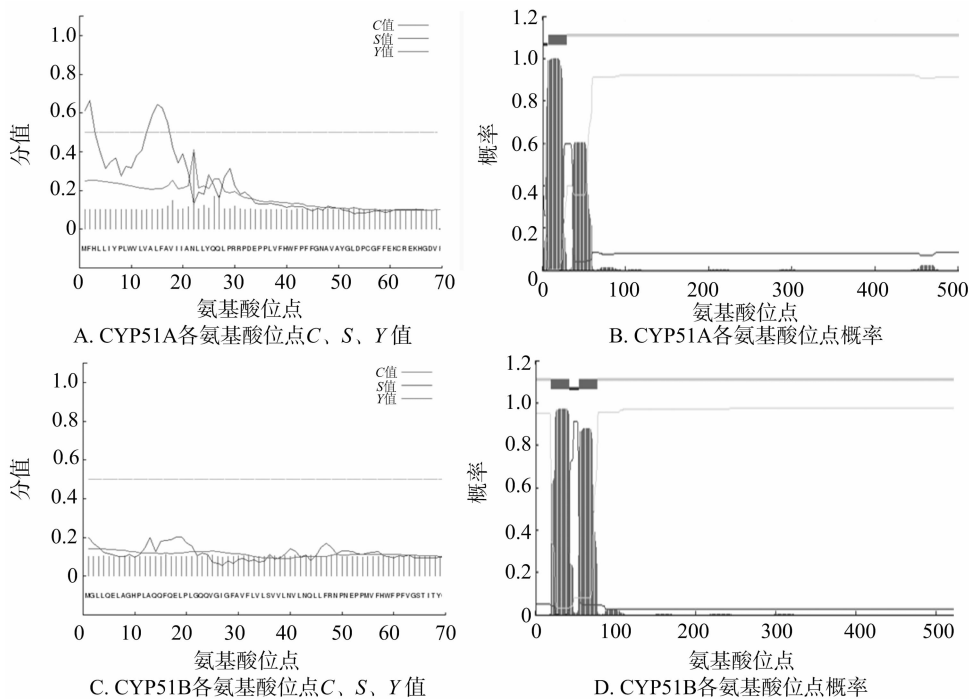 1.0
0.8
0.6
0.4
0.2
0
分值
C值
S值
Y值
MFHLLIYPLWVLVALFAVIIANLLYQQLPRRPDEPPLVFHWFPFFGNAVAYGLDPCGFFEKCREKHGDVI
0 10 20 30 40 50 60 70
氨基酸位点
A. CYP51A各氨基酸位点C、S、Y 值
1.2
1.0
0.8
0.6
0.4
0.2
0
概率
0 100 200 300 400 500
氨基酸位点
B. CYP51A各氨基酸位点概率
1.0
0.8
0.6
0.4
0.2
0
分值
C值
S值
Y值
MGLLQELAGHPLAQQFQELPLGQQVGIGFAVFLVLSVVLNVLNQLLFRNPNEPPMVFHWFPFVGSTITY
0 10 20 30 40 50 60 70
氨基酸位点
C. CYP51B各氨基酸位点C、S、Y 值
1.2
1.0
0.8
0.6
0.4
0.2
0
概率
0 100 200 300 400 500
氨基酸位点
D. CYP51B各氨基酸位点概率